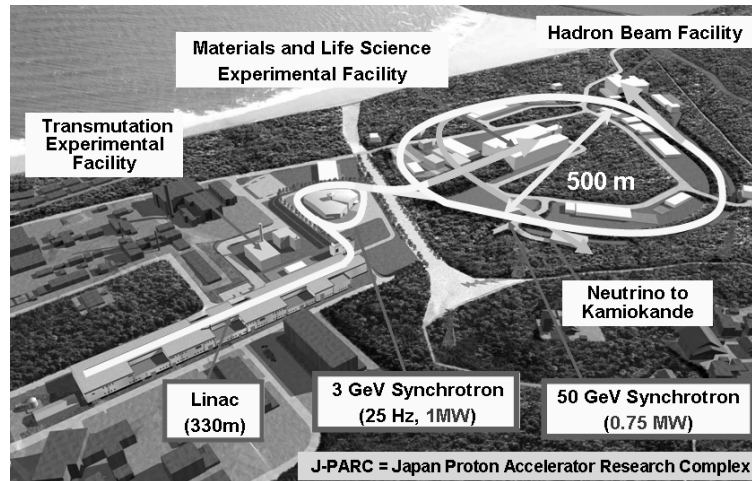 Materials and Life Science
Experimental Facility
Hadron Beam Facility
Transmutation
Experimental
Facility
500 m
Neutrino to
Kamiokande
Linac
(330m)
3 GeV Synchrotron
(25 Hz, 1MW)
50 GeV Synchrotron
(0.75 MW)
J-PARC = Japan Proton Accelerator Research Complex